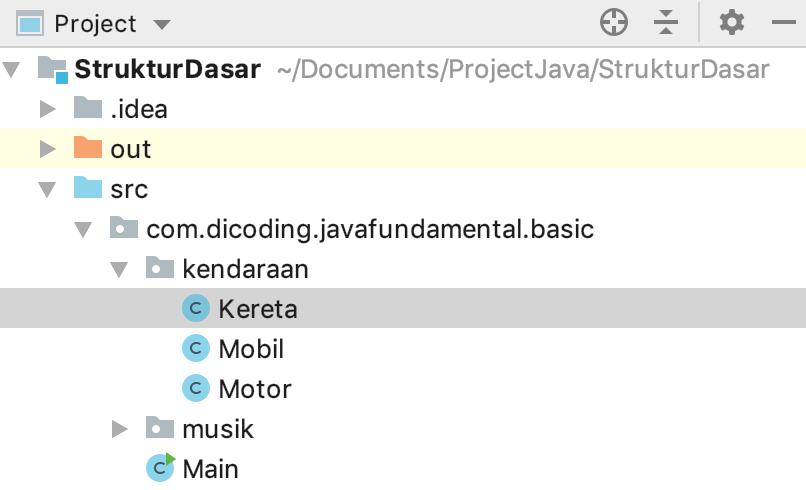 Project
StrukturDasar ~/Documents/ProjectJava/StrukturDasar
.idea
out
src
com.dicoding.javafundamental.basic
kendaraan
C Kereta
C Mobil
C Motor
musik
C Main